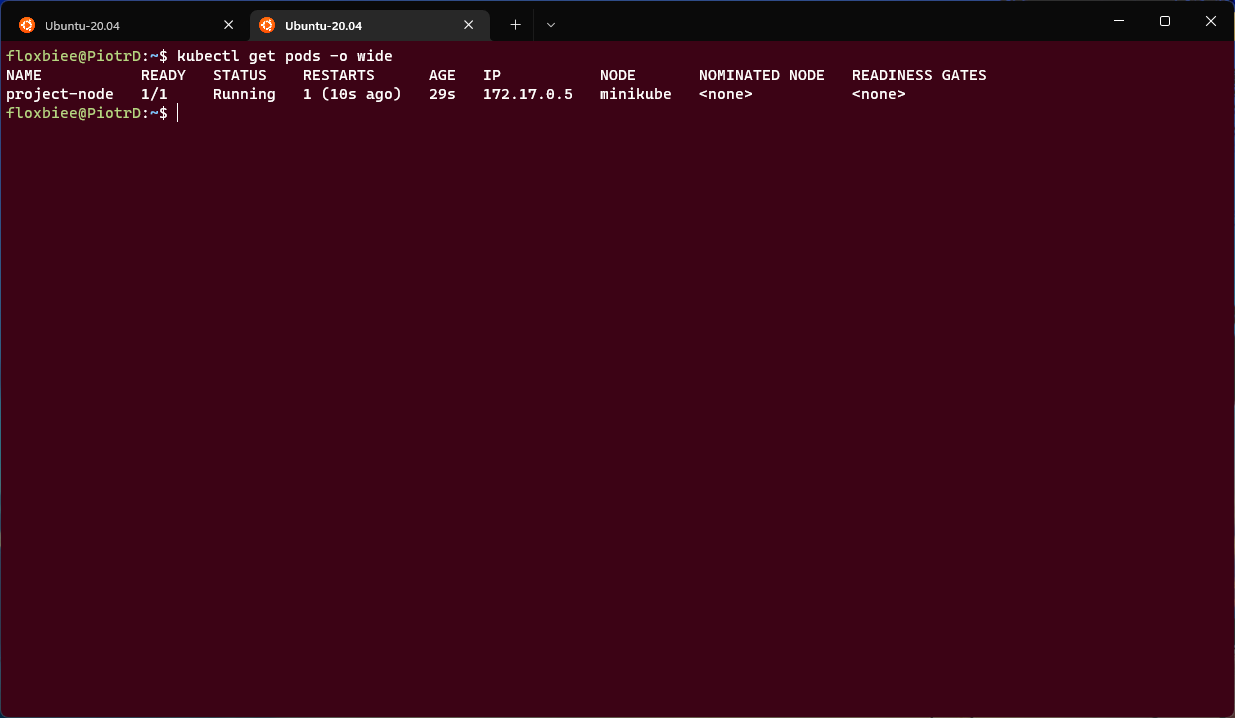 Ubuntu-20.04
Ubuntu-20.04
floxbiee@PiotrD:~$ kubectl get pods -o wide
NAME READY STATUS RESTARTS AGE IP NODE NOMINATED NODE READINESS GATES
project-node 1/1 Running 1 (10s ago) 29s 172.17.0.5 minikube <none> <none>
floxbiee@PiotrD:~$